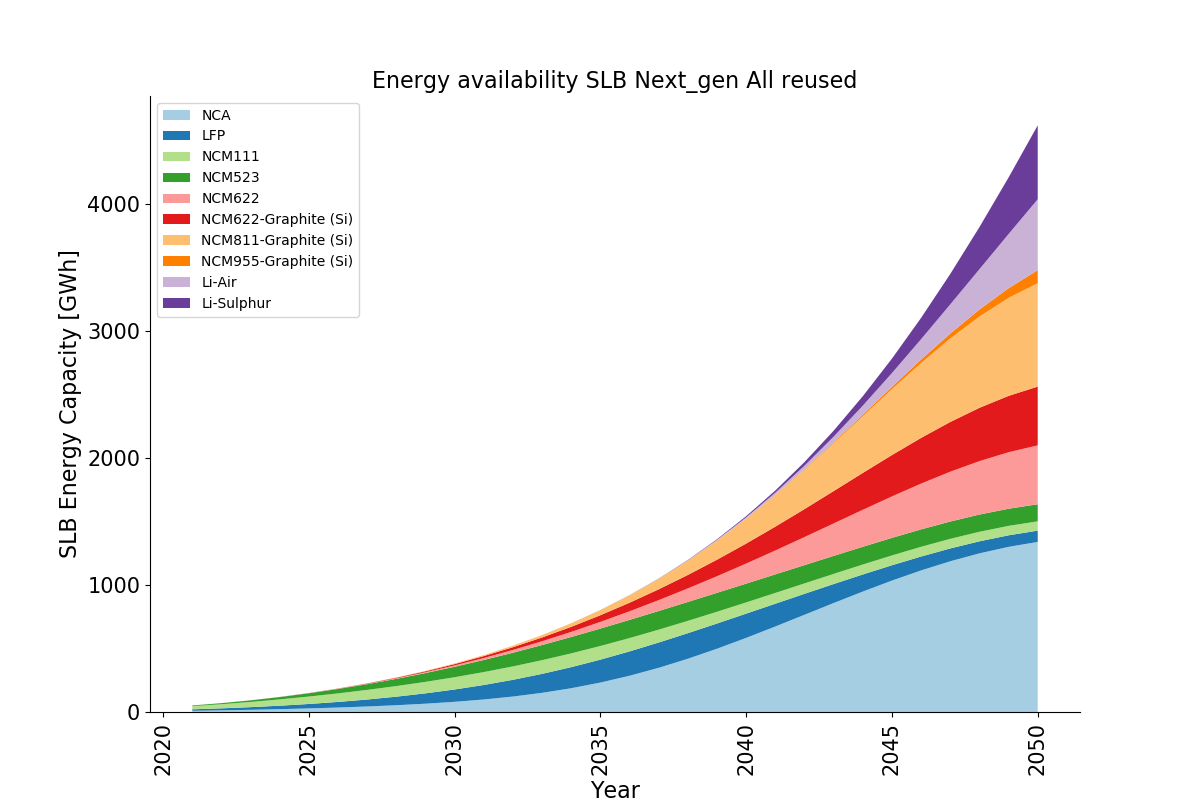 Energy availability SLB Next_gen All reused
NCA
LFP
NCM111
NCM523
NCM622
NCM622-Graphite (Si)
NCM811-Graphite (Si)
NCM955-Graphite (Si)
Li-Air
Li-Sulphur
SLB Energy Capacity [GWh]
4000
3000
2000
1000
0
2020
2025
2030
2035
2040
2045
2050
Year